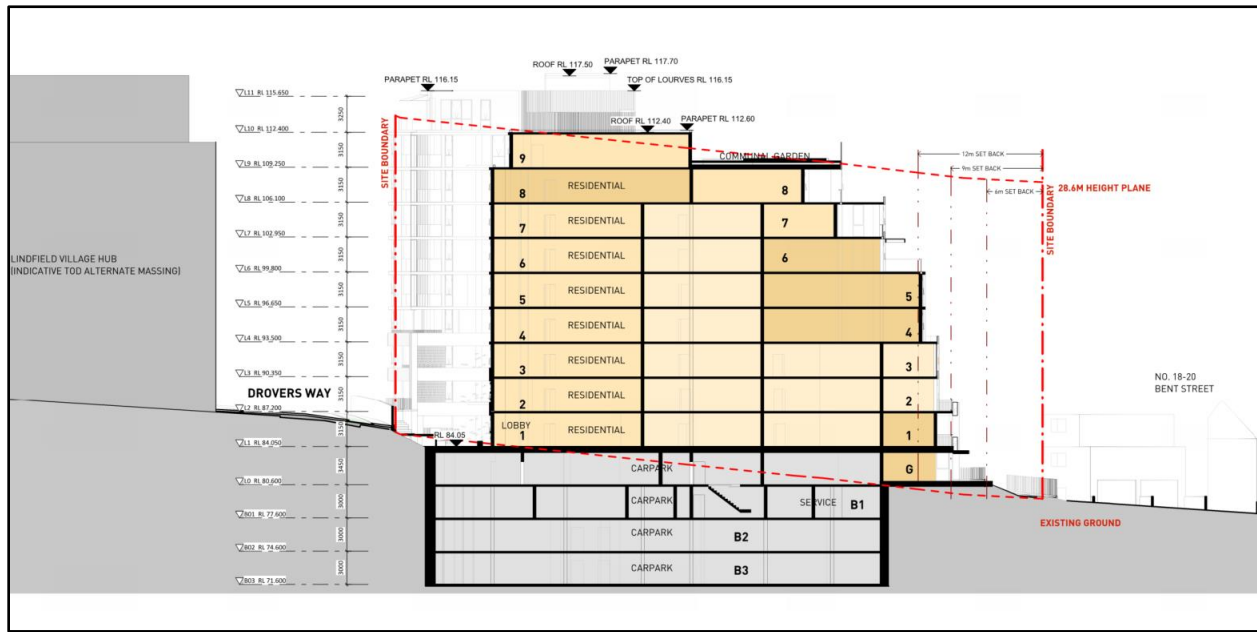 ROOF RL 117.50
PARAPET RL 117.70
PARAPET RL 116.15
TOP OF LOURVES RL 116.15
L11 RL 115.650
3250
ROOF RL 112.40
PARAPET RL 112.60
L10 RL 112.400
3150
9
COMMUNAL GARDEN
12m SET BACK
L9 RL 109.250
9m SET BACK
SITE BOUNDARY
3150
8
RESIDENTIAL
8
6m SET BACK
28.6M HEIGHT PLANE
L8 RL 106.100
3150
7
RESIDENTIAL
7
SITE BOUNDARY
L7 RL 102.950
3150
6
RESIDENTIAL
6
LINDFIELD VILLAGE HUB
(INDICATIVE TOD ALTERNATE MASSING)
L6 RL 99.800
3150
5
RESIDENTIAL
5
L5 RL 96.650
3150
4
RESIDENTIAL
4
L4 RL 93.500
3150
3
RESIDENTIAL
3
L3 RL 90.350
3150
2
RESIDENTIAL
2
NO. 18-20
BENT STREET
DROVERS WAY
L2 RL 87.200
3150
LOBBY
1
RESIDENTIAL
1
RL 84.05
L1 RL 84.050
3450
CARPARK
G
L0 RL 80.600
3000
CARPARK
SERVICE
B1
B01 RL 77.600
EXISTING GROUND
3000
CARPARK
B2
B02 RL 74.600
3000
CARPARK
B3
B03 RL 71.600